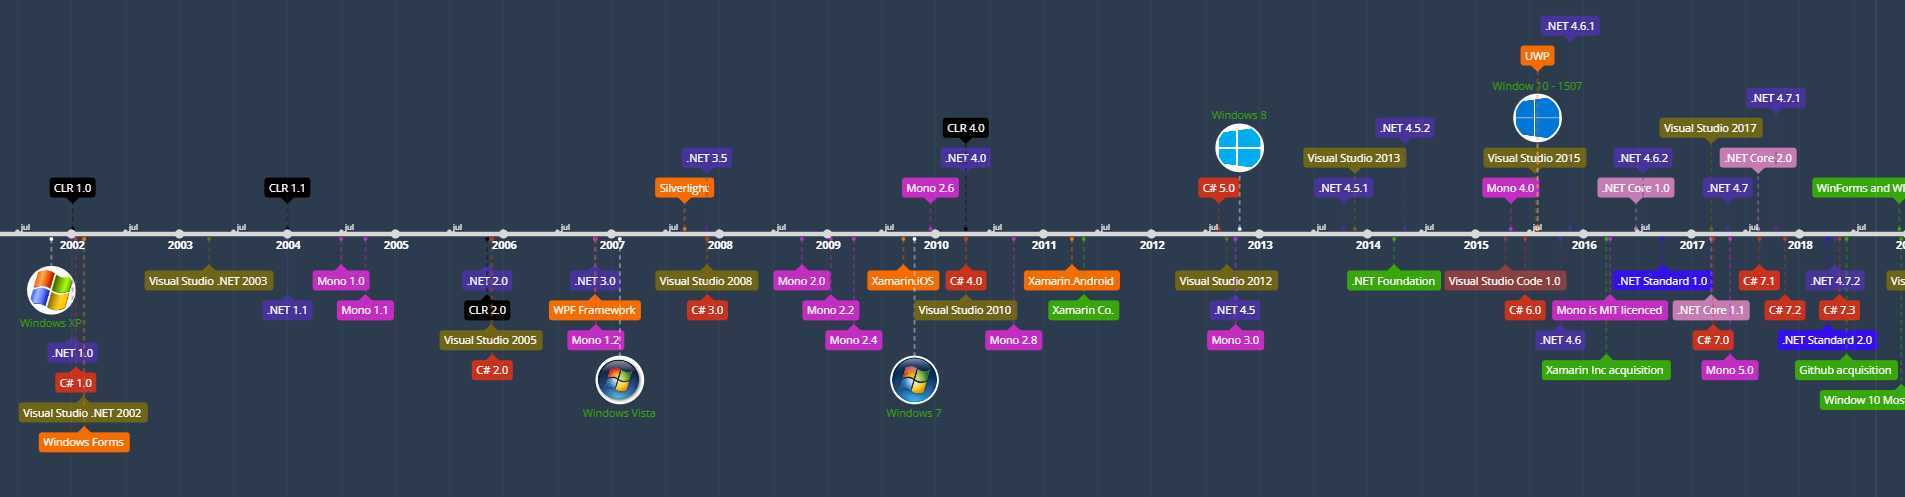 .NET 4.6.1
UWP
Window 10 - 1507
.NET 4.7.1
Windows 8
CLR 4.0
.NET 4.5.2
Visual Studio 2017
.NET 3.5
.NET 4.0
Visual Studio 2013
Visual Studio 2015
.NET 4.6.2
.NET Core 2.0
CLR 1.0
CLR 1.1
Silverlight
Mono 2.6
C# 5.0
.NET 4.5.1
Mono 4.0
.NET Core 1.0
.NET 4.7
WinForms and WP
jul jul jul jul jul jul jul jul jul jul jul jul jul jul jul jul jul jul
2002 2003 2004 2005 2006 2007 2008 2009 2010 2011 2012 2013 2014 2015 2016 2017 2018 20
Visual Studio .NET 2003
Mono 1.0
.NET 2.0
.NET 3.0
Visual Studio 2008
Mono 2.0
Xamarin.iOS
C# 4.0
Xamarin.Android
Visual Studio 2012
.NET Foundation
Visual Studio Code 1.0
.NET Standard 1.0
C# 7.1
.NET 4.7.2
Vis
.NET 1.1
Mono 1.1
CLR 2.0
WPF Framework
C# 3.0
Mono 2.2
Visual Studio 2010
Xamarin Co.
.NET 4.5
C# 6.0
Mono is MIT licenced
.NET Core 1.1
C# 7.2
C# 7.3
Windows XP
Visual Studio 2005
Mono 1.2
Mono 2.4
Mono 2.8
Mono 3.0
.NET 4.6
C# 7.0
.NET Standard 2.0
.NET 1.0
C# 2.0
Xamarin Inc acquisition
Mono 5.0
Github acquisition
C# 1.0
Window 10 Mos
Visual Studio .NET 2002
Windows Vista
Windows 7
Windows Forms